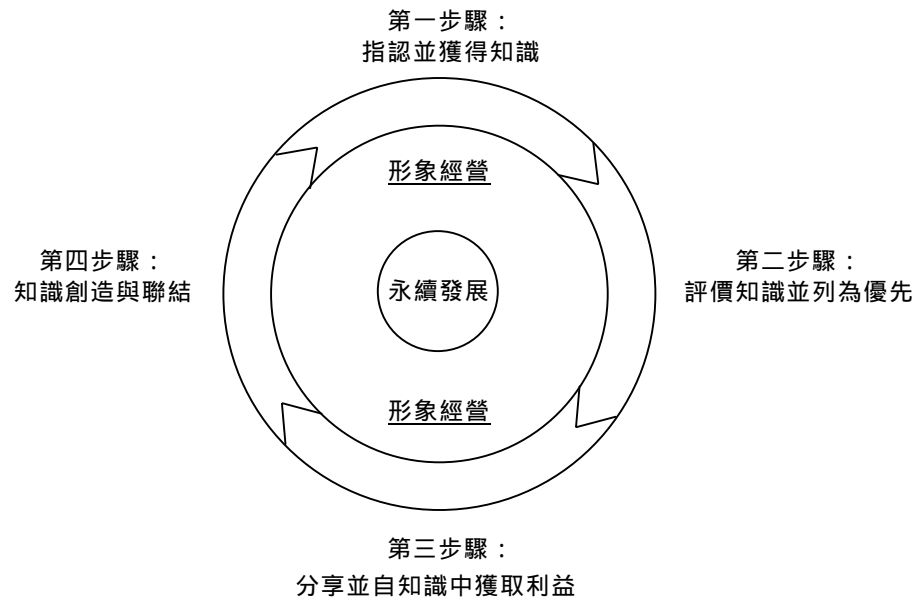 第一步驟：
指認並獲得知識
形象經營
第四步驟：
知識創造與聯結
永續發展
第二步驟：
評價知識並列為優先
形象經營
第三步驟：
分享並自知識中獲取利益